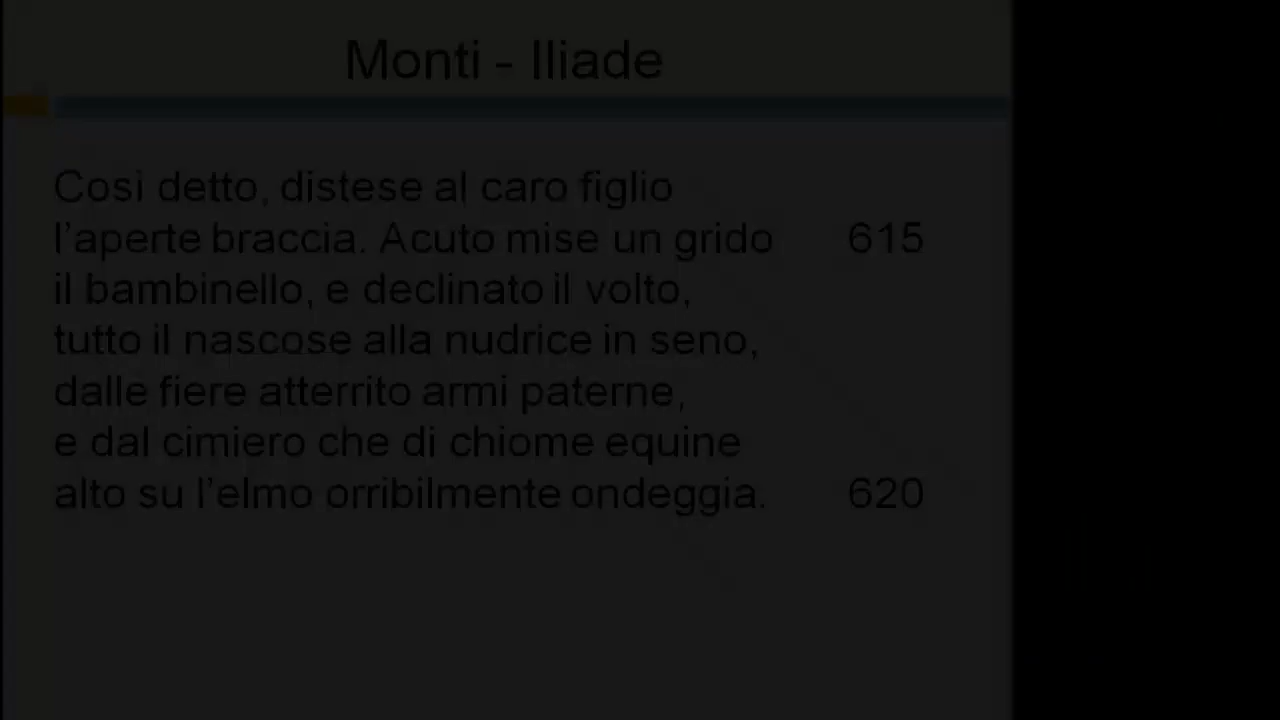 Monti - Iliade
Così detto, distese al caro figlio
l'aperte braccia. Acuto mise un grido 615
il bambinello, e declinato il volto,
tutto il nascose alla nudrice in seno,
dalle fiere atterrito armi paterne,
e dal cimiero che di chiome equine
alto su l'elmo orribilmente ondeggia. 620